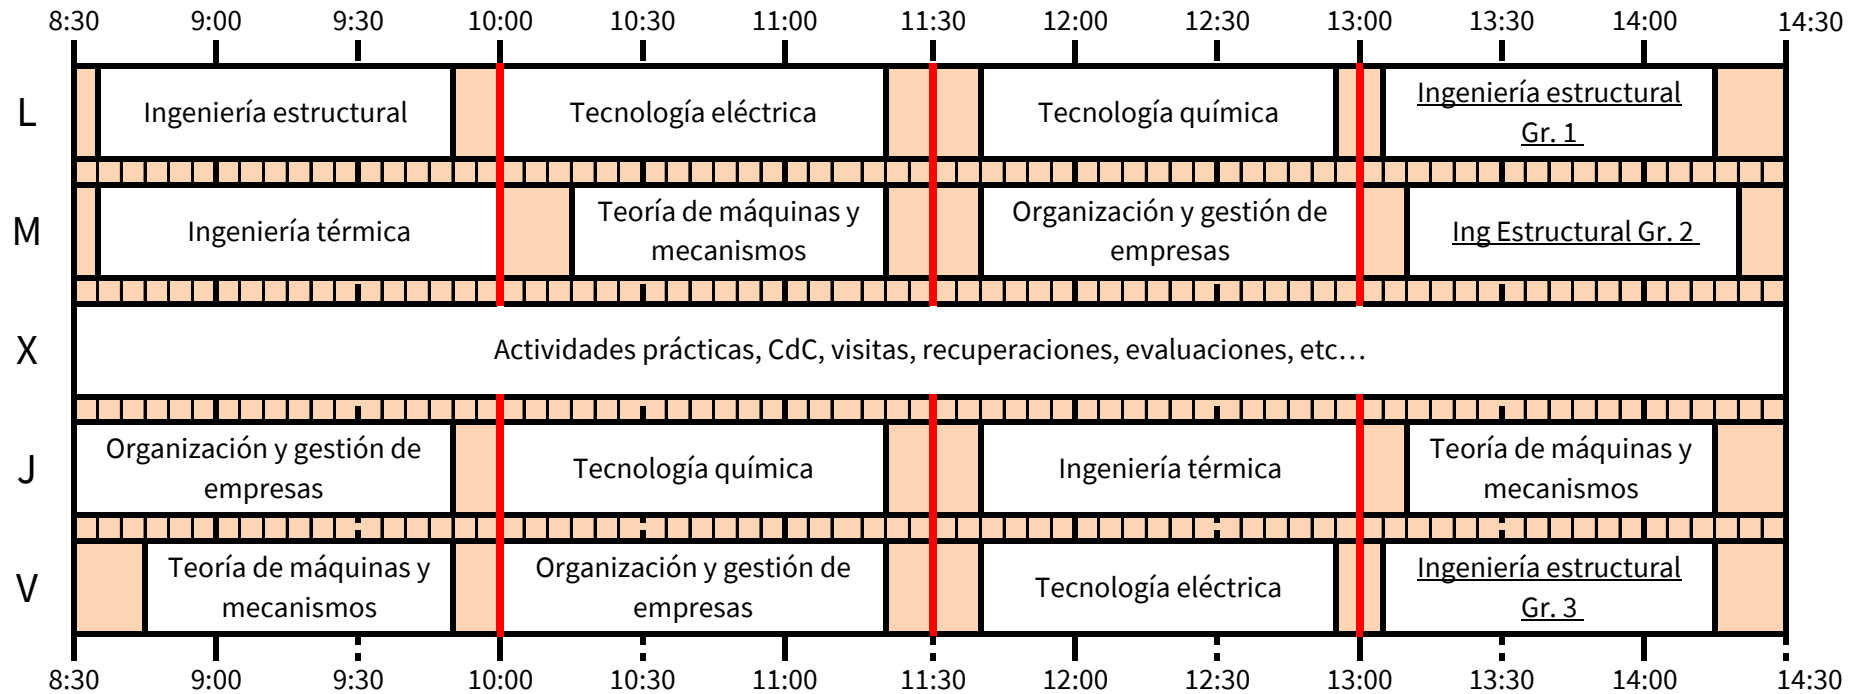 8:30 9:00 9:30 10:00 10:30 11:00 11:30 12:00 12:30 13:00 13:30 14:00 14:30
L
Ingeniería estructural
Tecnología eléctrica
Tecnología química
Ingeniería estructural
Gr. 1
M
Ingeniería térmica
Teoría de máquinas y
mecanismos
Organización y gestión de
empresas
Ing Estructural Gr. 2
X
Actividades prácticas, CdC, visitas, recuperaciones, evaluaciones, etc…
J
Organización y gestión de
empresas
Tecnología química
Ingeniería térmica
Teoría de máquinas y
mecanismos
V
Teoría de máquinas y
mecanismos
Organización y gestión de
empresas
Tecnología eléctrica
Ingeniería estructural
Gr. 3
8:30 9:00 9:30 10:00 10:30 11:00 11:30 12:00 12:30 13:00 13:30 14:00 14:30